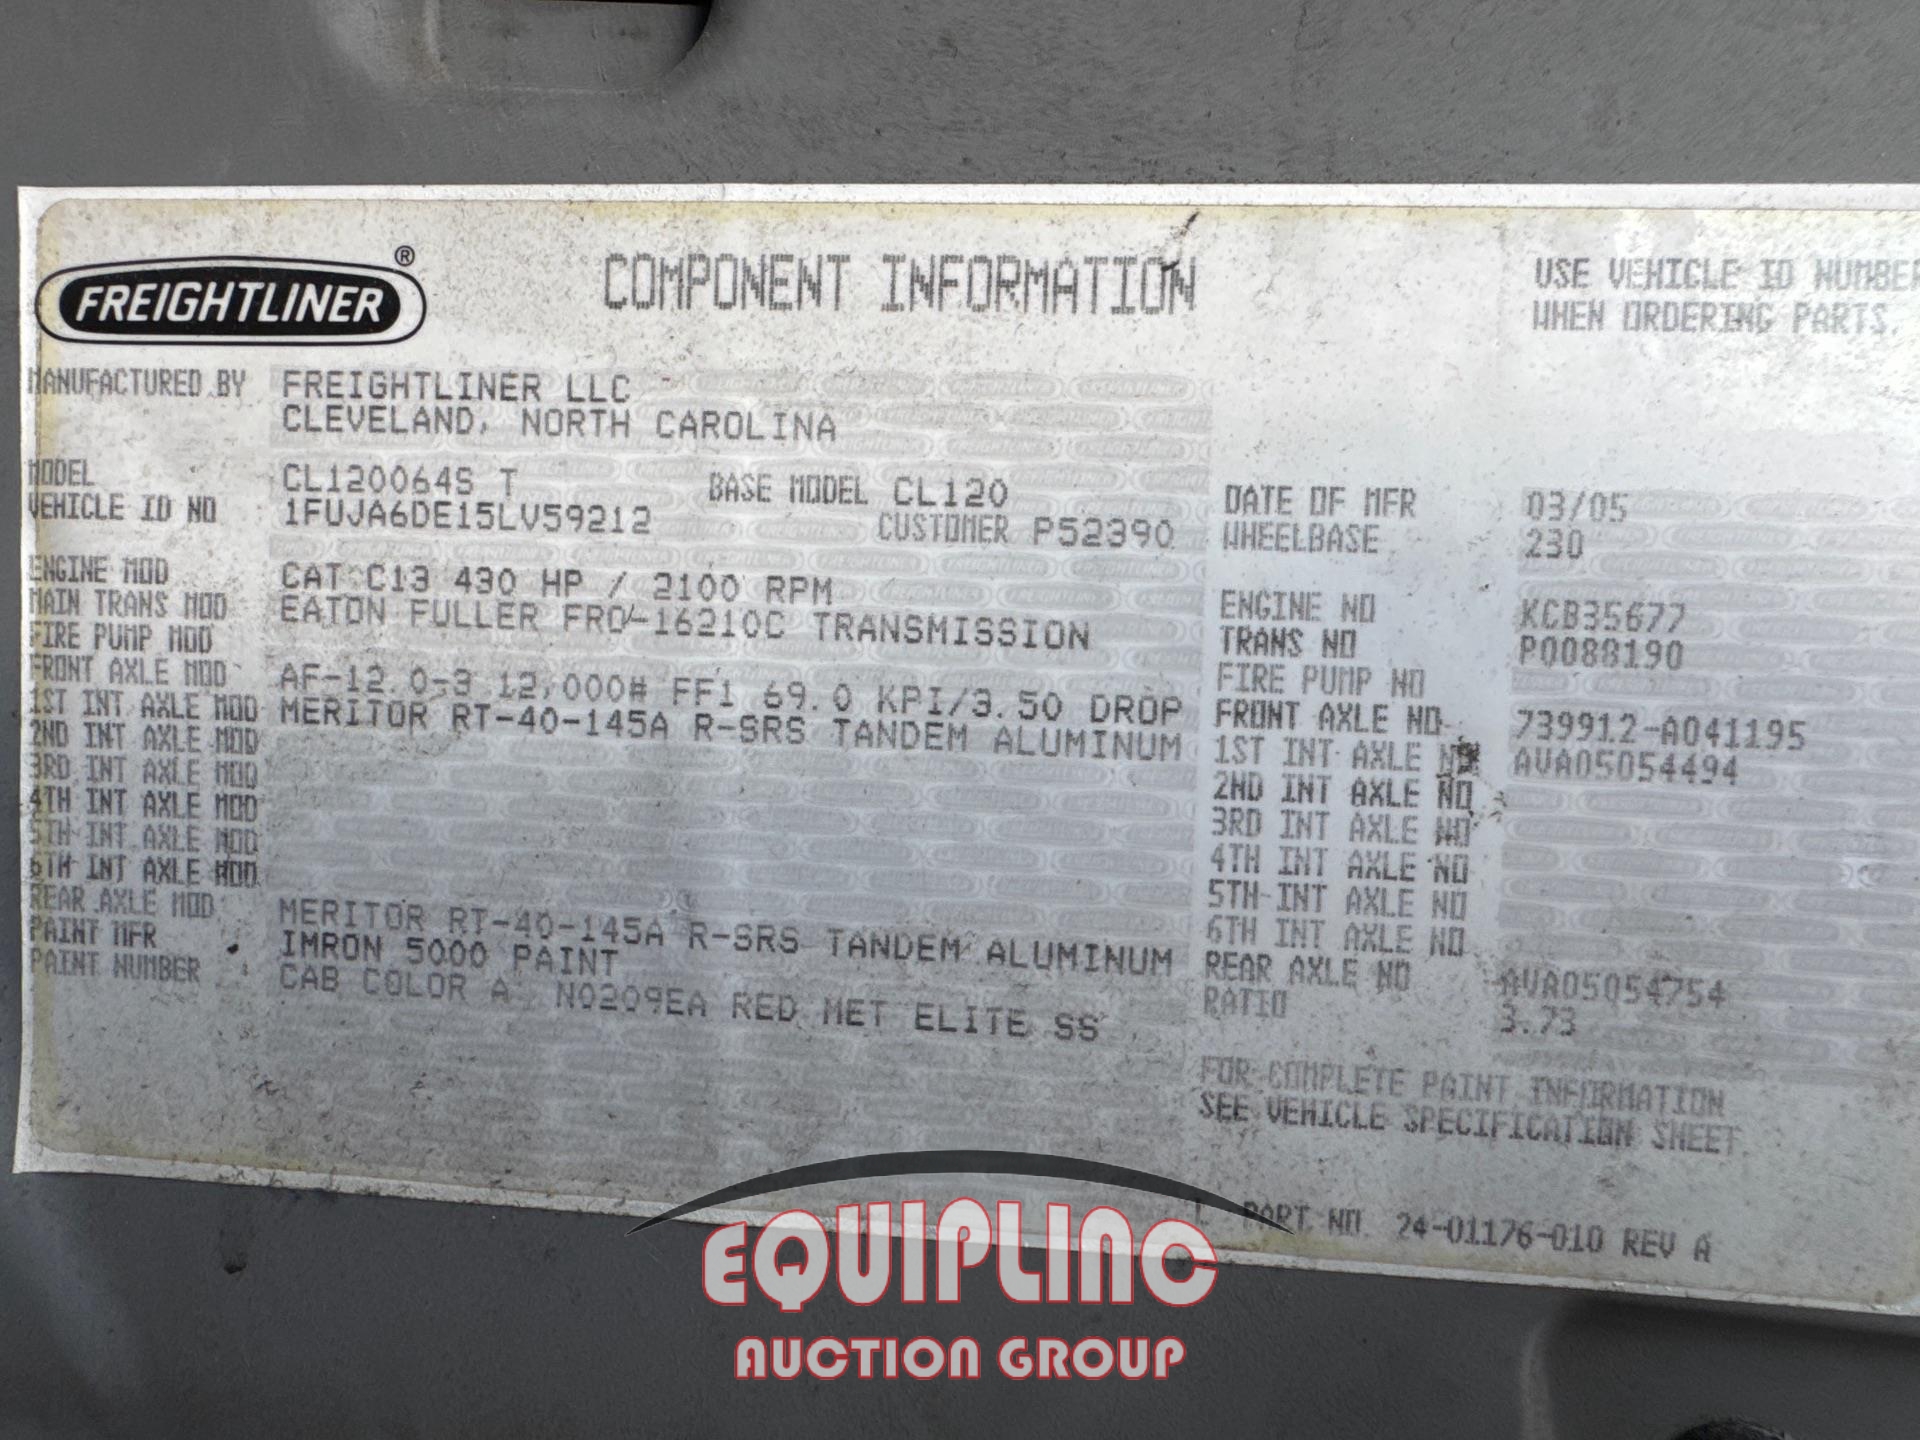 FREIGHTLINER ®
COMPONENT INFORMATION
USE VEHICLE ID NUMBER
WHEN ORDERING PARTS.
MANUFACTURED BY FREIGHTLINER LLC
CLEVELAND, NORTH CAROLINA
MODEL CL120064S T BASE MODEL CL120
VEHICLE ID NO 1FUJA6DE15LV59212 CUSTOMER P52390
ENGINE MOD CAT C13 430 HP / 2100 RPM
MAIN TRANS MOD EATON FULLER FRO-16210C TRANSMISSION
FIRE PUMP MOD
FRONT AXLE MOD AF-12.0-3 12,000# FF1 69.0 KPI/3.50 DROP
1ST INT AXLE MOD MERITOR RT-40-145A R-SRS TANDEM ALUMINUM
2ND INT AXLE MOD
3RD INT AXLE MOD
4TH INT AXLE MOD
5TH INT AXLE MOD
6TH INT AXLE MOD
REAR AXLE MOD MERITOR RT-40-145A R-SRS TANDEM ALUMINUM
PAINT MFR IMRON 5000 PAINT
PAINT NUMBER CAB COLOR A N0209EA RED MET ELITE SS
DATE OF MFR 03/05
WHEELBASE 230
ENGINE NO KCB35677
TRANS NO P0088190
FIRE PUMP NO
FRONT AXLE NO 739912-A041195
1ST INT AXLE NO AVA05054494
2ND INT AXLE NO
3RD INT AXLE NO
4TH INT AXLE NO
5TH INT AXLE NO
6TH INT AXLE NO
REAR AXLE NO AVA05054754
RATIO 3.73
FOR COMPLETE PAINT INFORMATION
SEE VEHICLE SPECIFICATION SHEET
L PART NO. 24-01176-010 REV A
EQUIPLINC
AUCTION GROUP